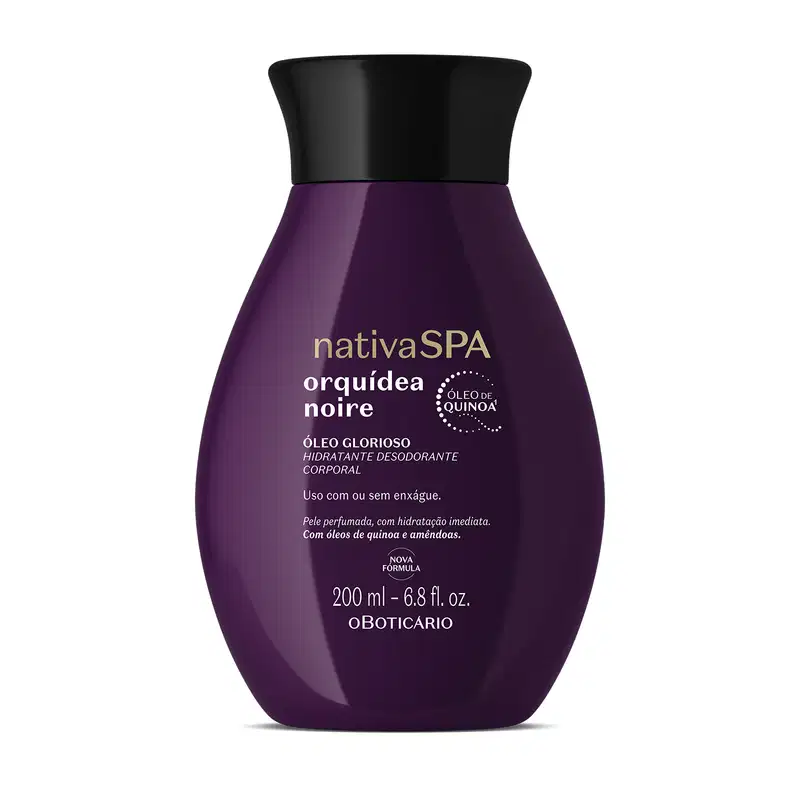 nativaSPA
orquídea
noire
ÓLEO DE
QUINOA¹
ÓLEO GLORIOSO
HIDRATANTE DESODORANTE
CORPORAL
Uso com ou sem enxágue.
Pele perfumada, com hidratação imediata.
Com óleos de quinoa e amêndoas.
NOVA
FÓRMULA
200 ml – 6.8 fl. oz.
oBOTICÁRIO